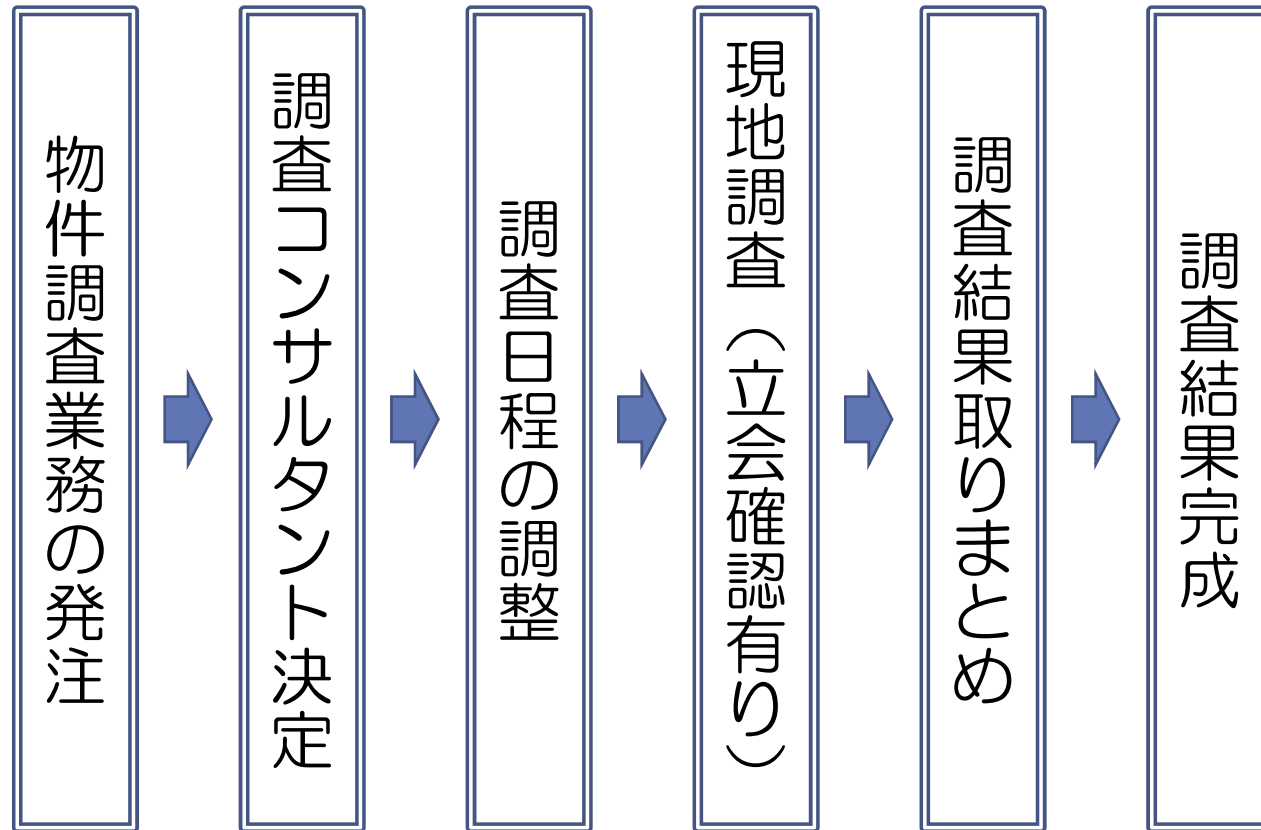 物件調査業務の発注
調査コンサルタント決定
調査日程の調整
現地調査（立会確認有り）
調査結果取りまとめ
調査結果完成